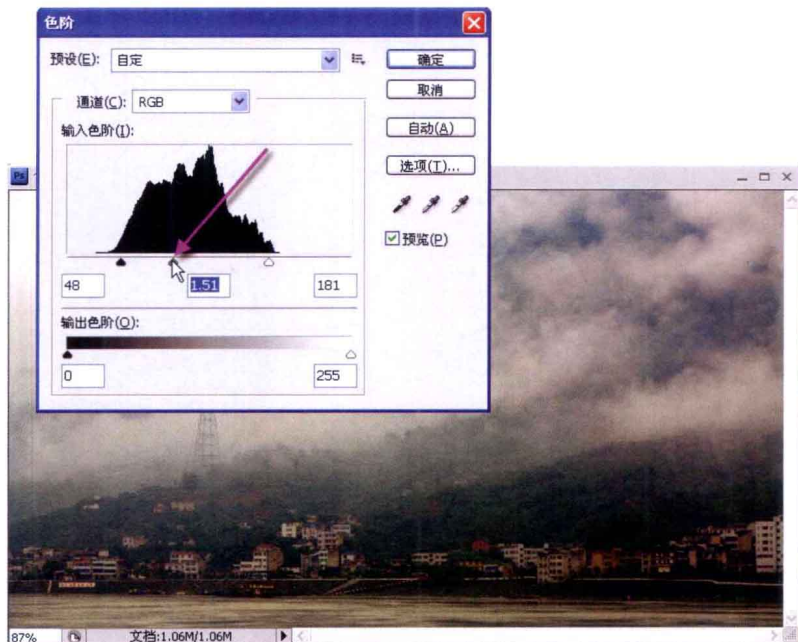 色阶
预设(E): 自定
确定
通道(C): RGB
取消
输入色阶(I):
自动(A)
选项(T)...
预览(P)
48 1.51 181
输出色阶(O):
0 255
Ps
87% 文档:1.06M/1.06M